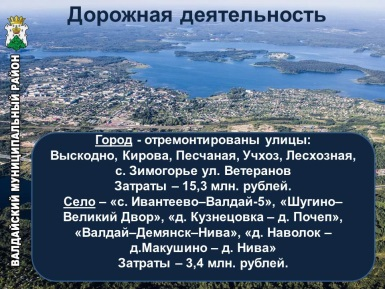 Дорожная деятельность
ВАЛДАЙСКИЙ МУНИЦИПАЛЬНЫЙ РАЙОН
Город - отремонтированы улицы:
Выскодно, Кирова, Песчаная, Учхоз, Лесхозная,
с. Зимогорье ул. Ветеранов
Затраты – 15,3 млн. рублей.
Село – «с. Ивантеево–Валдай-5», «Шугино–
Великий Двор», «д. Кузнецовка – д. Почеп»,
«Валдай–Демянск–Нива», «д. Наволок –
д.Макушино – д. Нива»
Затраты – 3,4 млн. рублей.